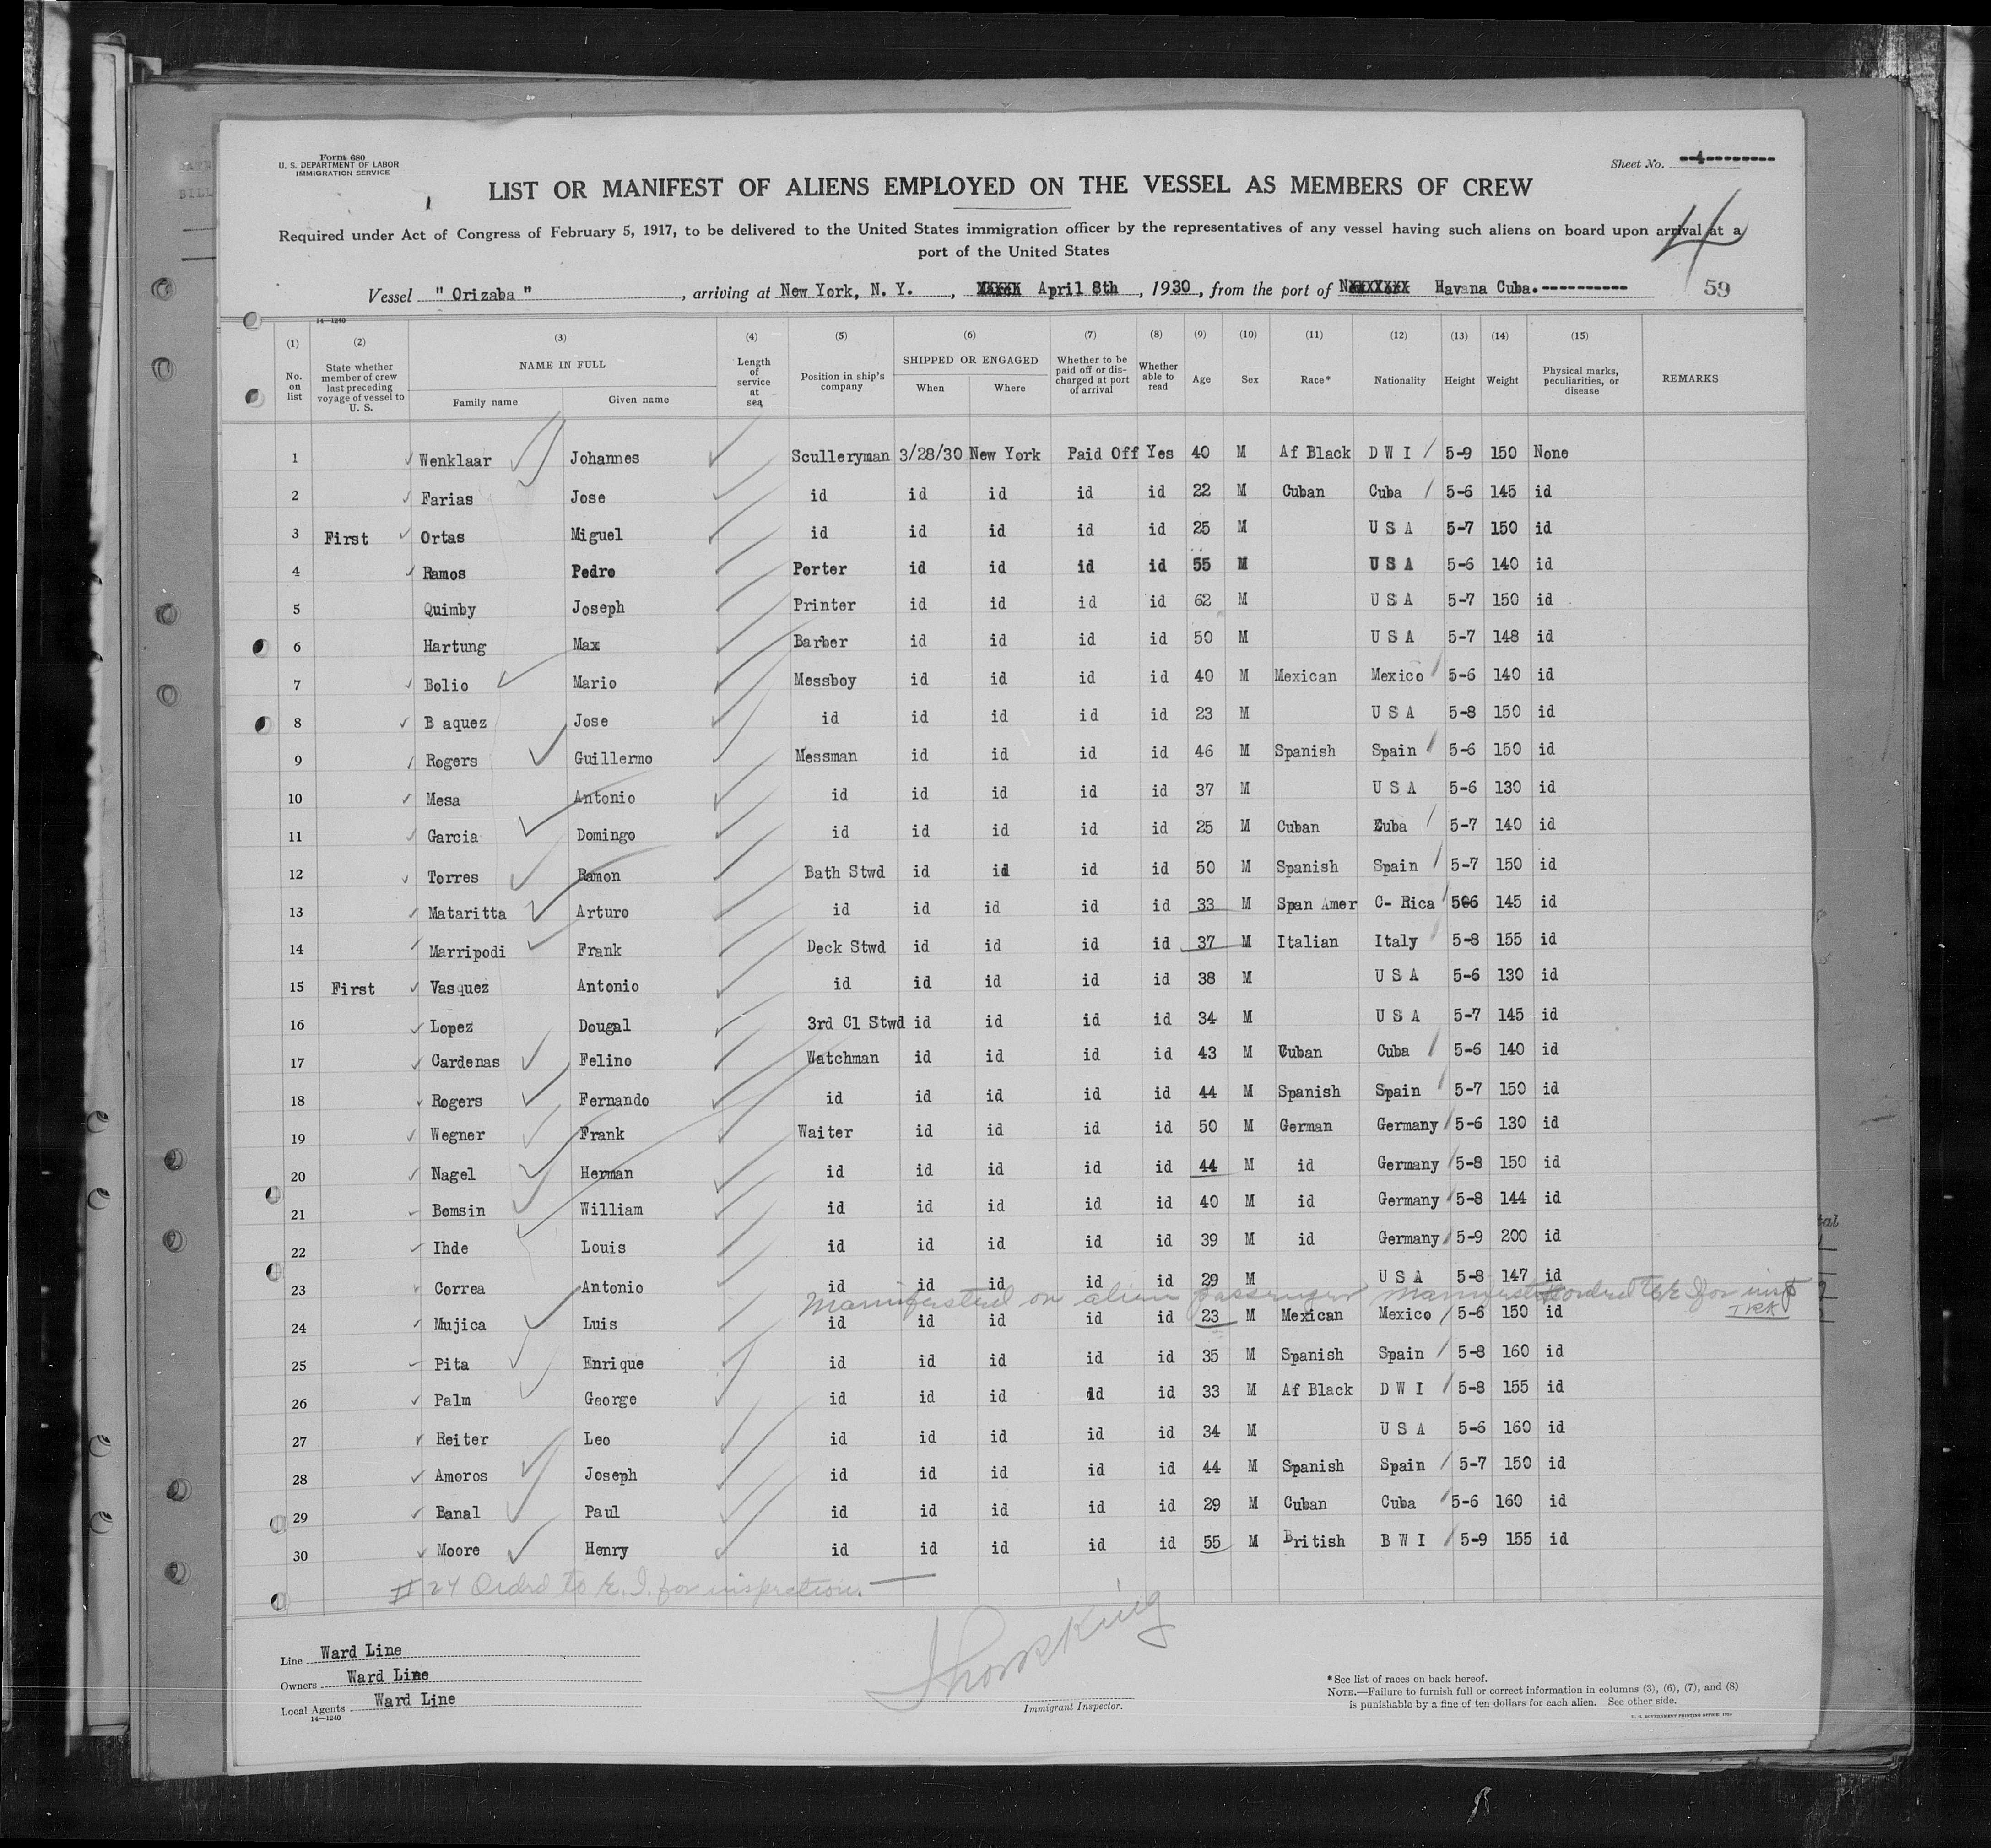 Form 680
U. S. DEPARTMENT OF LABOR
IMMIGRATION SERVICE
Sheet No. 4
LIST OR MANIFEST OF ALIENS EMPLOYED ON THE VESSEL AS MEMBERS OF CREW
Required under Act of Congress of February 5, 1917, to be delivered to the United States immigration officer by the representatives of any vessel having such aliens on board upon arrival at a
port of the United States
4
Vessel " Orizaba " , arriving at New York, N. Y. , April 8th , 1930 , from the port of Havana Cuba.----------
59
14—1240
(1) (2) (3) (4) (5) (6) (7) (8) (9) (10) (11) (12) (13) (14) (15)
No. on list State whether member of crew last preceding voyage of vessel to U. S. NAME IN FULL Family name Given name Length of service at sea Position in ship's company SHIPPED OR ENGAGED When Where Whether to be paid off or discharged at port of arrival Whether able to read Age Sex Race* Nationality Height Weight Physical marks, peculiarities, or disease REMARKS
1 Wenklaar Johannes Sculleryman 3/28/30 New York Paid Off Yes 40 M Af Black D W I 5-9 150 None
2 Farias Jose id id id id id 22 M Cuban Cuba 5-6 145 id
3 First Ortas Miguel id id id id id 25 M U S A 5-7 150 id
4 Ramos Pedro Porter id id id id 55 M U S A 5-6 140 id
5 Quimby Joseph Printer id id id id 62 M U S A 5-7 150 id
6 Hartung Max Barber id id id id 50 M U S A 5-7 148 id
7 Bolio Mario Messboy id id id id 40 M Mexican Mexico 5-6 140 id
8 B aquez Jose id id id id id 23 M U S A 5-8 150 id
9 Rogers Guillermo Messman id id id id 46 M Spanish Spain 5-6 150 id
10 Mesa Antonio id id id id id 37 M U S A 5-6 130 id
11 Garcia Domingo id id id id id 25 M Cuban Cuba 5-7 140 id
12 Torres Ramon Bath Stwd id id id id 50 M Spanish Spain 5-7 150 id
13 Mataritta Arturo id id id id id 33 M Span Amer C- Rica 506 145 id
14 Marripodi Frank Deck Stwd id id id id 37 M Italian Italy 5-8 155 id
15 First Vasquez Antonio id id id id id 38 M U S A 5-6 130 id
16 Lopez Dougal 3rd Cl Stwd id id id id 34 M U S A 5-7 145 id
17 Cardenas Felino Watchman id id id id 43 M Cuban Cuba 5-6 140 id
18 Rogers Fernando id id id id id 44 M Spanish Spain 5-7 150 id
19 Wegner Frank Waiter id id id id 50 M German Germany 5-6 130 id
20 Nagel Herman id id id id id 44 M id Germany 5-8 150 id
21 Bomsin William id id id id id 40 M id Germany 5-8 144 id
22 Ihde Louis id id id id id 39 M id Germany 5-9 200 id
23 Correa Antonio id id id id id 29 M U S A 5-8 147 id
Manifested on alien passenger manifest & ordred to E I for insp
24 Mujica Luis id id id id id 23 M Mexican Mexico 5-6 150 id
25 Pita Enrique id id id id id 35 M Spanish Spain 5-8 160 id
26 Palm George id id id id id 33 M Af Black D W I 5-8 155 id
27 Reiter Leo id id id id id 34 M U S A 5-6 160 id
28 Amoros Joseph id id id id id 44 M Spanish Spain 5-7 150 id
29 Banal Paul id id id id id 29 M Cuban Cuba 5-6 160 id
30 Moore Henry id id id id id 55 M British B W I 5-9 155 id
# 24 Ordrd to E. I. for inspection.
Line Ward Line
Owners Ward Line
Local Agents Ward Line
14—1240
Immigrant Inspector.
* See list of races on back hereof.
NOTE.—Failure to furnish full or correct information in columns (3), (6), (7), and (8)
is punishable by a fine of ten dollars for each alien. See other side.